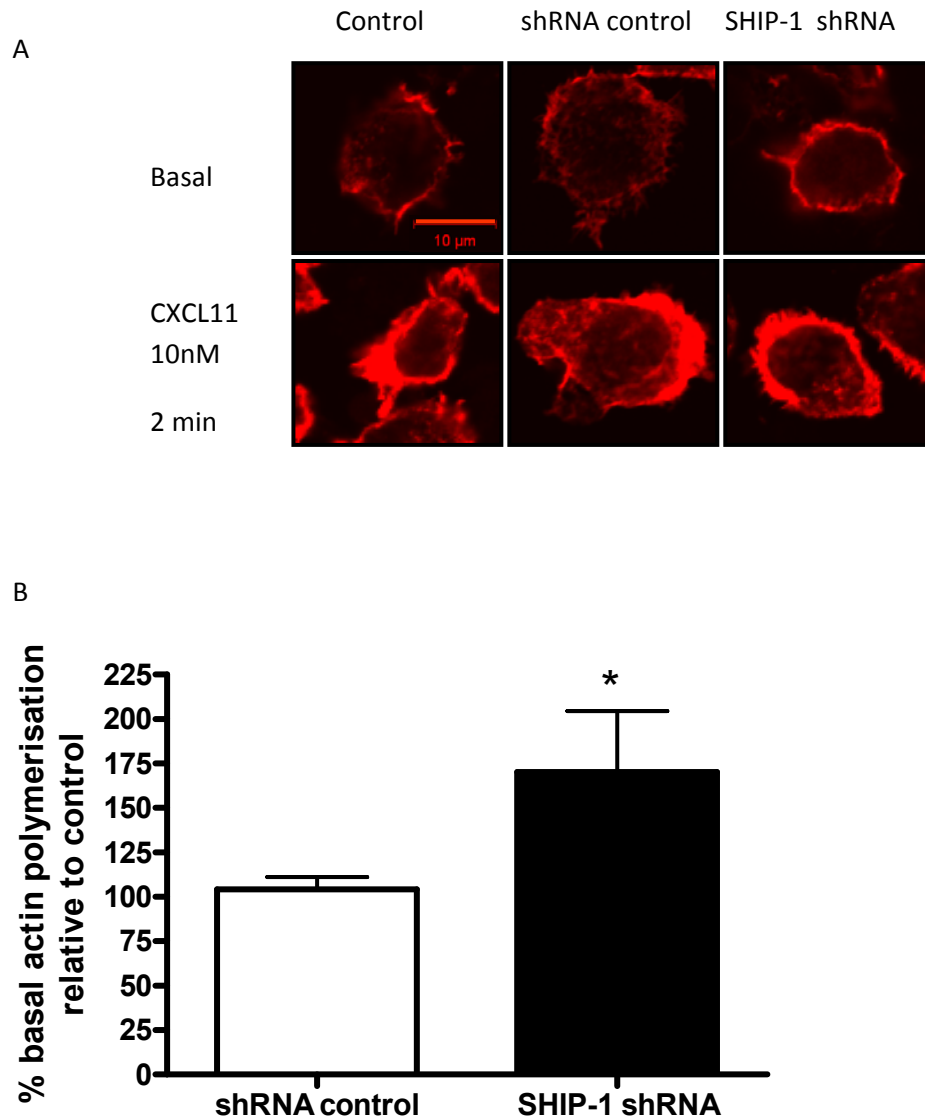 Control shRNA control SHIP-1 shRNA
A
Basal
10 µm
CXCL11
10nM
2 min
B
% basal actin polymerisation
relative to control
225
200
175
150
125
100
75
50
25
0
*
shRNA control SHIP-1 shRNA